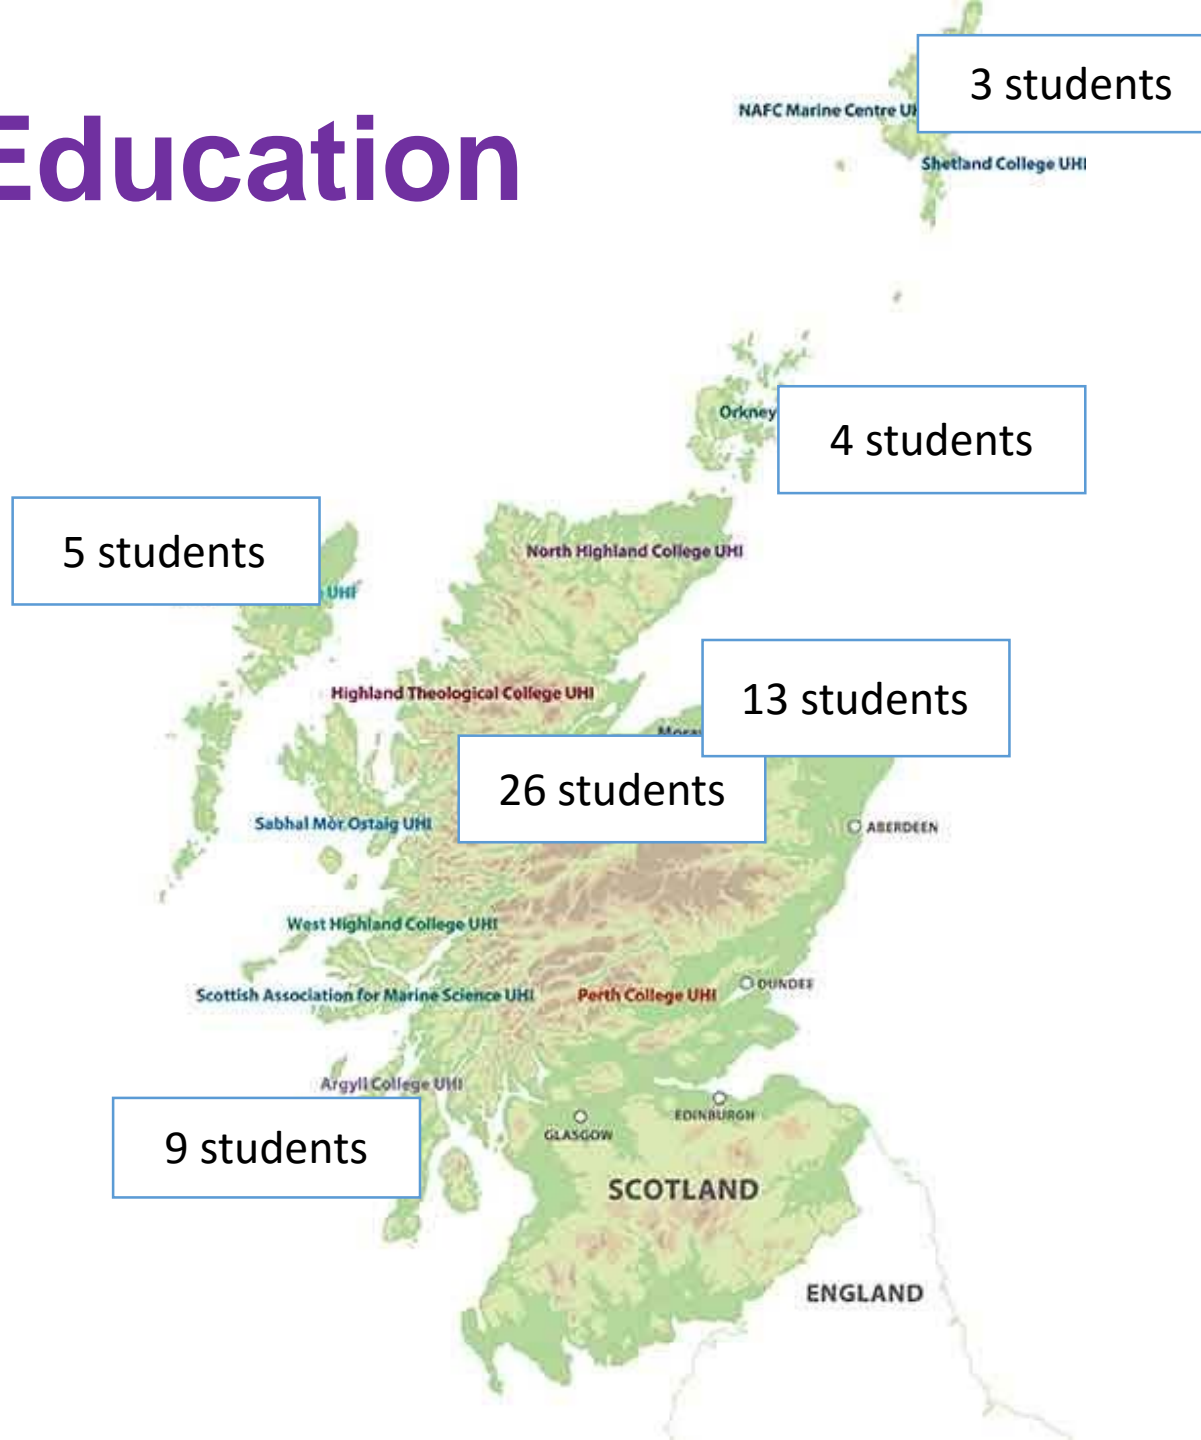 Education
3 students
NAFC Marine Centre
Shetland College UHI
Orkney
4 students
5 students
UHI
North Highland College UHI
Highland Theological College UHI
13 students
26 students
Sabhal Mòr Ostaig UHI
ABERDEEN
West Highland College UHI
Scottish Association for Marine Science UHI
Perth College UHI
DUNDEE
Argyll College UHI
9 students
GLASGOW
EDINBURGH
SCOTLAND
ENGLAND